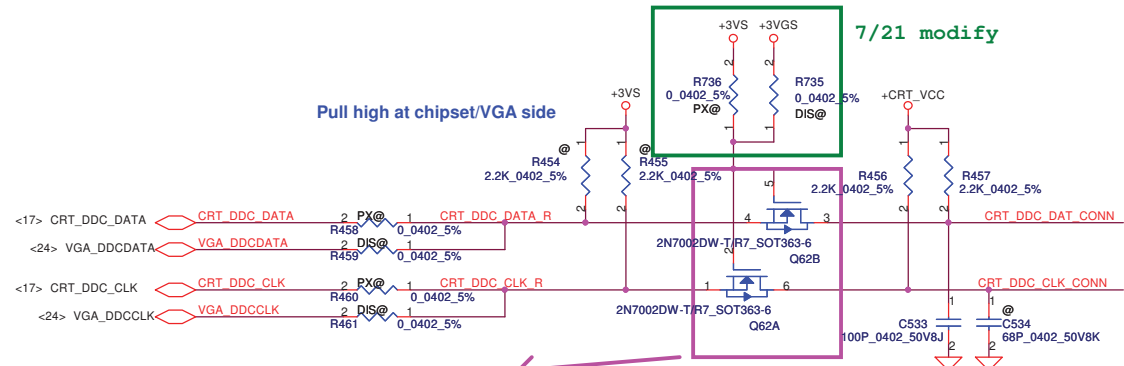 +3VS +3VGS
7/21 modify
R736
0_0402_5%
PX@
R735
0_0402_5%
DIS@
2
2
1
1
Pull high at chipset/VGA side
+3VS
+CRT_VCC
@
R454
2.2K_0402_5%
@
R455
2.2K_0402_5%
R456
2.2K_0402_5%
R457
2.2K_0402_5%
1
1
1
1
2
2
2
2
5
<17> CRT_DDC_DATA
CRT_DDC_DATA
2 PX@ 1
R458
0_0402_5%
CRT_DDC_DATA_R
4
3
CRT_DDC_DAT_CONN
<24> VGA_DDCDATA
VGA_DDCDATA
2 DIS@ 1
R459
0_0402_5%
2N7002DW-T/R7_SOT363-6
Q62B
2
<17> CRT_DDC_CLK
CRT_DDC_CLK
2 PX@ 1
R460
0_0402_5%
CRT_DDC_CLK_R
1
6
CRT_DDC_CLK_CONN
<24> VGA_DDCCLK
VGA_DDCCLK
2 DIS@ 1
R461
0_0402_5%
2N7002DW-T/R7_SOT363-6
Q62A
1
C533
100P_0402_50V8J
2
1
@
C534
68P_0402_50V8K
2